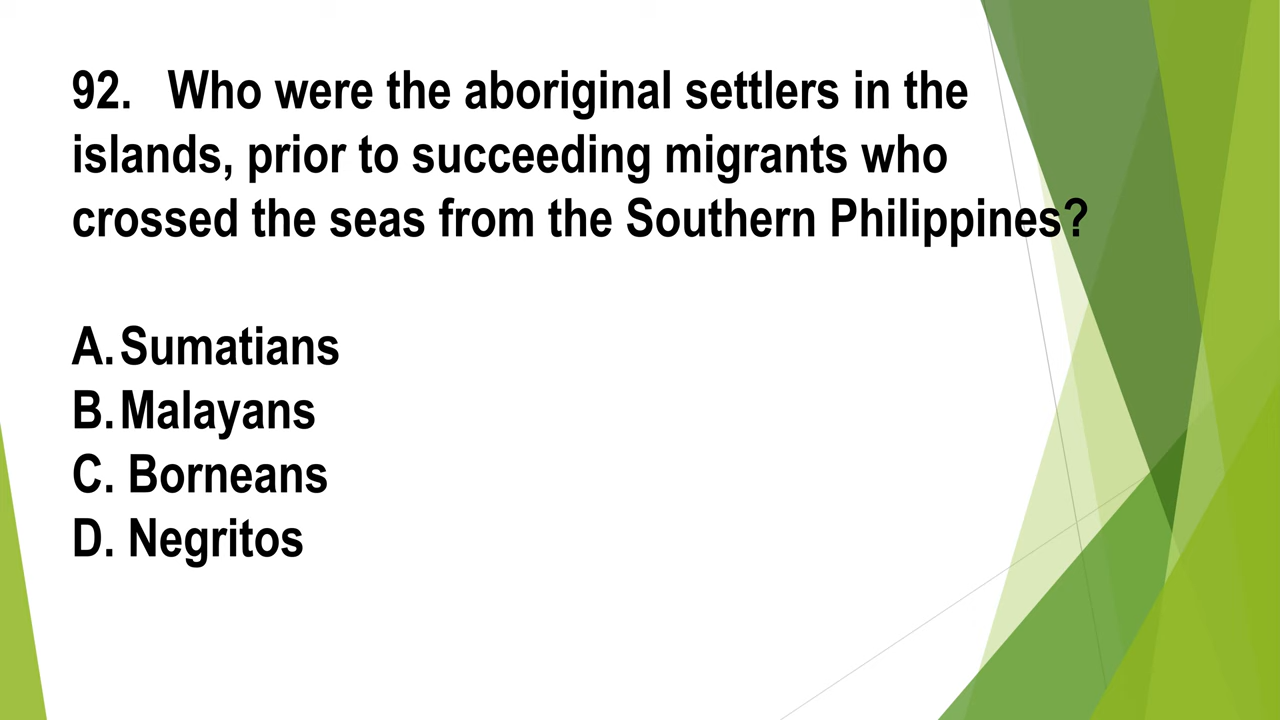 92. Who were the aboriginal settlers in the
islands, prior to succeeding migrants who
crossed the seas from the Southern Philippines?
A. Sumatians
B. Malayans
C. Borneans
D. Negritos